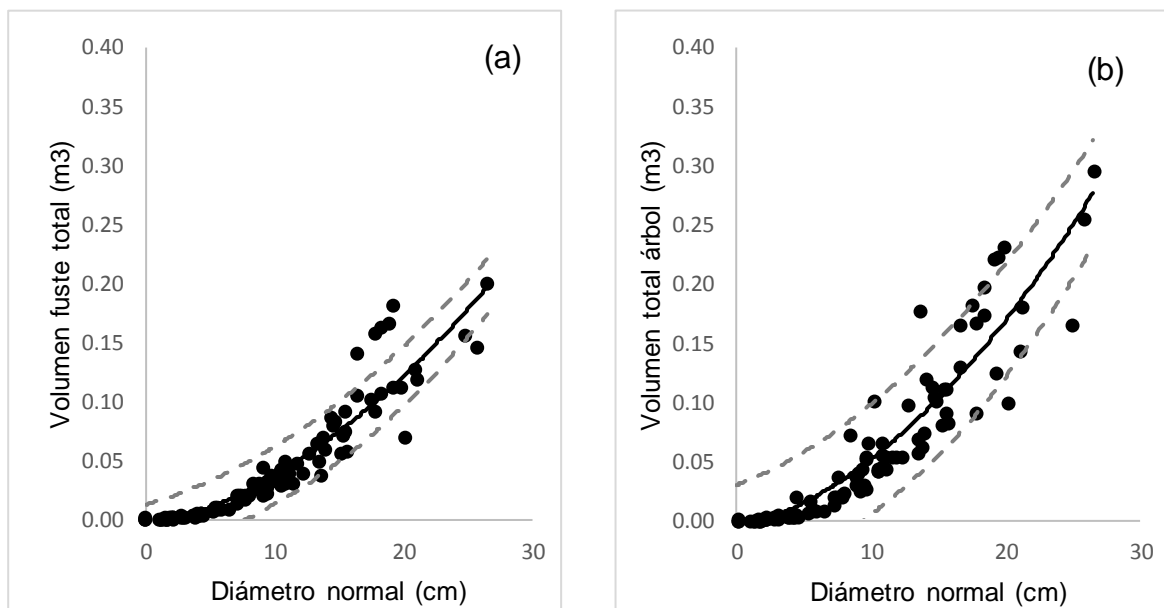 (a)
Volumen fuste total (m3)
0.40
0.35
0.30
0.25
0.20
0.15
0.10
0.05
0.00
0 10 20 30
Diámetro normal (cm)
(b)
Volumen total árbol (m3)
0.40
0.35
0.30
0.25
0.20
0.15
0.10
0.05
0.00
0 10 20 30
Diámetro normal (cm)